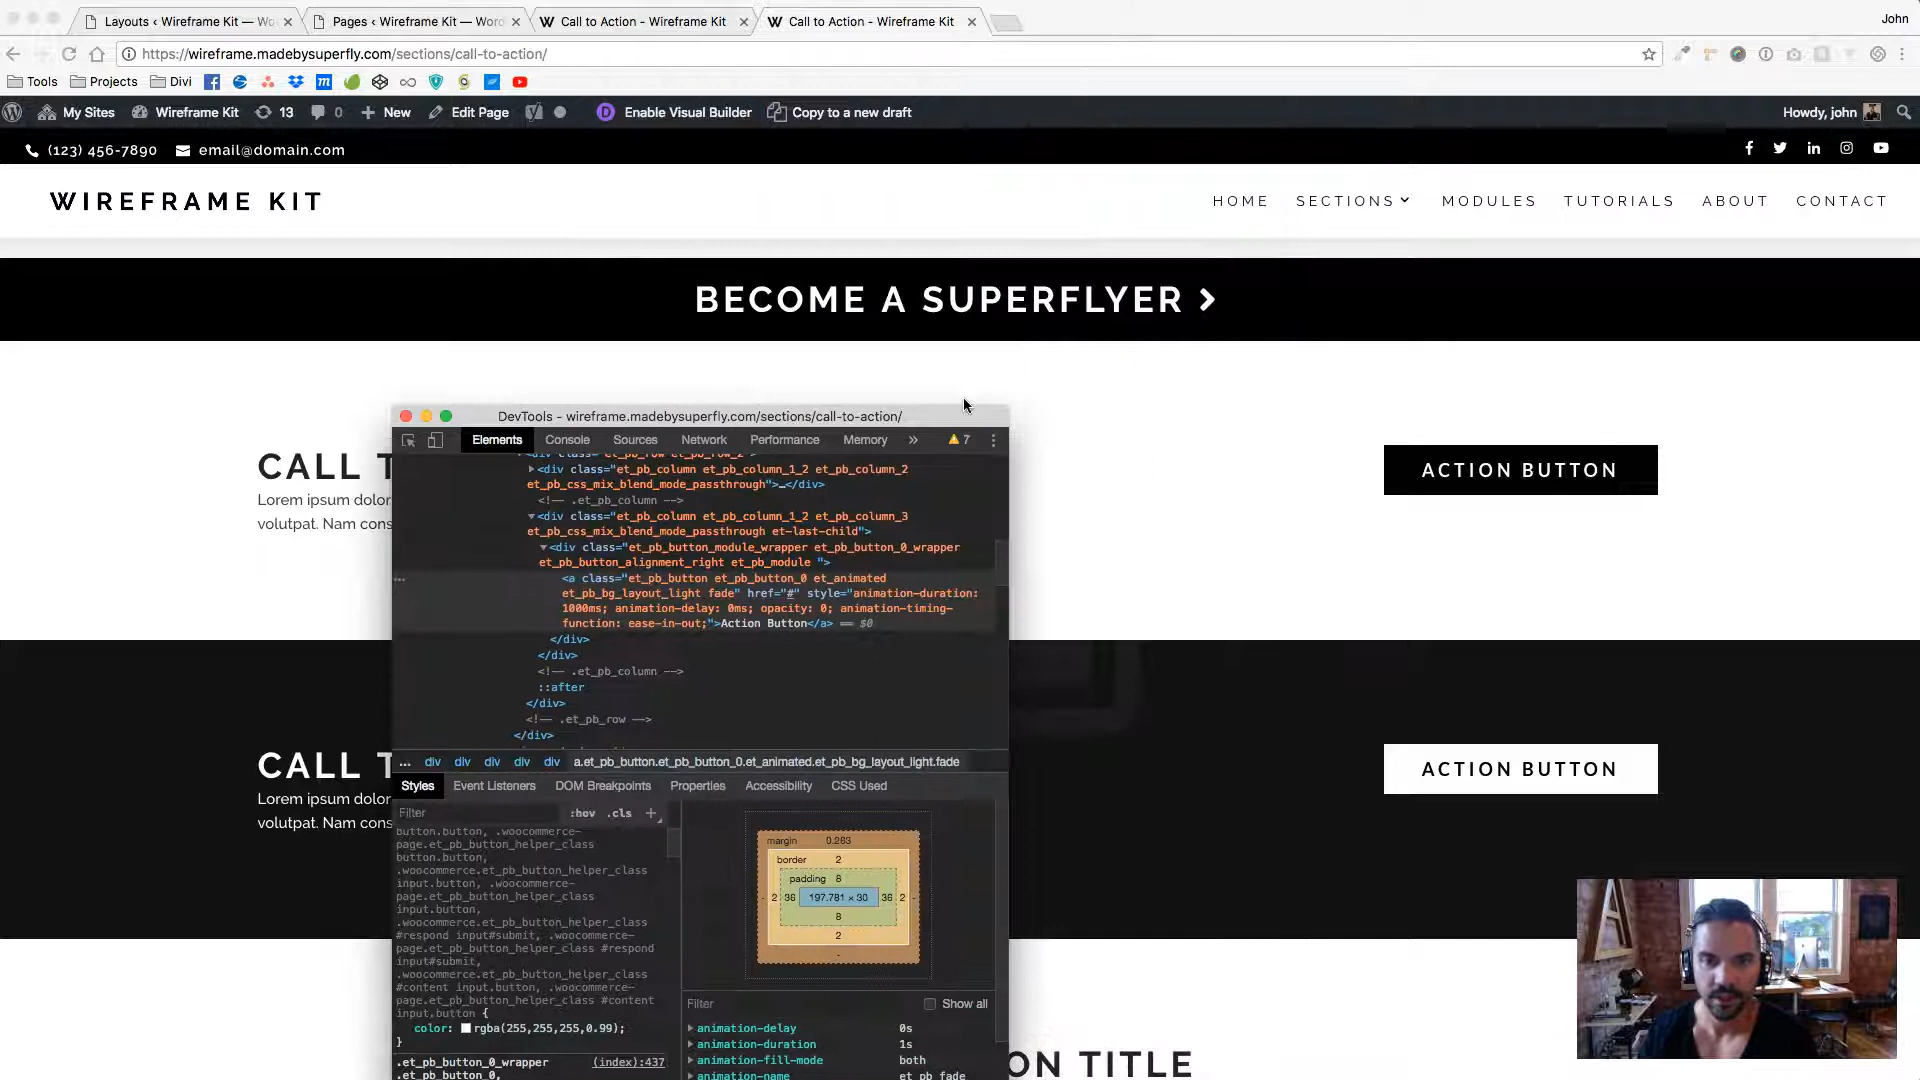 Layouts ‹ Wireframe Kit — Wo
Pages ‹ Wireframe Kit — Word
Call to Action - Wireframe Kit
Call to Action - Wireframe Kit
John
https://wireframe.madebysuperfly.com/sections/call-to-action/
Tools Projects Divi
My Sites Wireframe Kit 13 0 New Edit Page Enable Visual Builder Copy to a new draft Howdy, john
(123) 456-7890 email@domain.com
WIREFRAME KIT
HOME SECTIONS MODULES TUTORIALS ABOUT CONTACT
BECOME A SUPERFLYER
DevTools - wireframe.madebysuperfly.com/sections/call-to-action/
Elements Console Sources Network Performance Memory » 7
CALL T
Lorem ipsum dolor
volutpat. Nam cons
ACTION BUTTON
<div class="et_pb_row et_pb_row_2">
<div class="et_pb_column et_pb_column_1_2 et_pb_column_2
et_pb_css_mix_blend_mode_passthrough">…</div>
<!-- .et_pb_column -->
<div class="et_pb_column et_pb_column_1_2 et_pb_column_3
et_pb_css_mix_blend_mode_passthrough et-last-child">
<div class="et_pb_button_module_wrapper et_pb_button_0_wrapper
et_pb_button_alignment_right et_pb_module ">
<a class="et_pb_button et_pb_button_0 et_animated
et_pb_bg_layout_light fade" href="#" style="animation-duration:
1000ms; animation-delay: 0ms; opacity: 0; animation-timing-
function: ease-in-out;">Action Button</a> == $0
</div>
</div>
<!-- .et_pb_column -->
::after
</div>
<!-- .et_pb_row -->
</div>
... div div div div div a.et_pb_button.et_pb_button_0.et_animated.et_pb_bg_layout_light.fade
Styles Event Listeners DOM Breakpoints Properties Accessibility CSS Used
CALL T
Lorem ipsum dolor
volutpat. Nam cons
ACTION BUTTON
Filter :hov .cls +
button.button, .woocommerce-
page.et_pb_button_helper_class
button.button,
.woocommerce.et_pb_button_helper_class
input.button, .woocommerce-
page.et_pb_button_helper_class
input.button,
.woocommerce.et_pb_button_helper_class
#respond input#submit, .woocommerce-
page.et_pb_button_helper_class #respond
input#submit,
.woocommerce.et_pb_button_helper_class
#content input.button, .woocommerce-
page.et_pb_button_helper_class #content
input.button {
color: rgba(255,255,255,0.99);
}
.et_pb_button_0_wrapper (index):437
.et_pb_button_0,
margin 0.263
border 2
padding 8
- 2 36 197.781 × 30 36 2 -
8
2
-
Filter Show all
animation-delay 0s
animation-duration 1s
animation-fill-mode both
animation-name et_pb_fade
ON TITLE